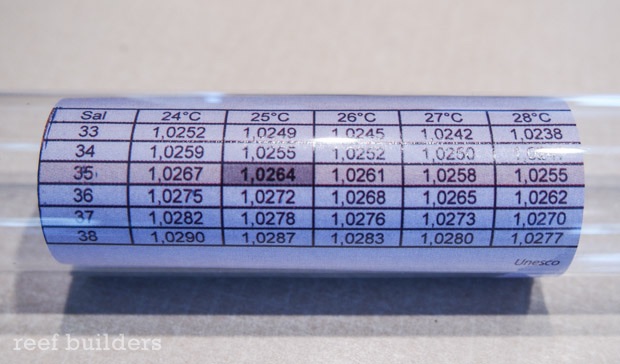 Sal 24°C 25°C 26°C 27°C 28°C
33 1,0252 1,0249 1,0245 1,0242 1,0238
34 1,0259 1,0255 1,0252 1,0250
35 1,0267 1,0264 1,0261 1,0258 1,0255
36 1,0275 1,0272 1,0268 1,0265 1,0262
37 1,0282 1,0278 1,0276 1,0273 1,0270
38 1,0290 1,0287 1,0283 1,0280 1,0277
Unesco
reef builders